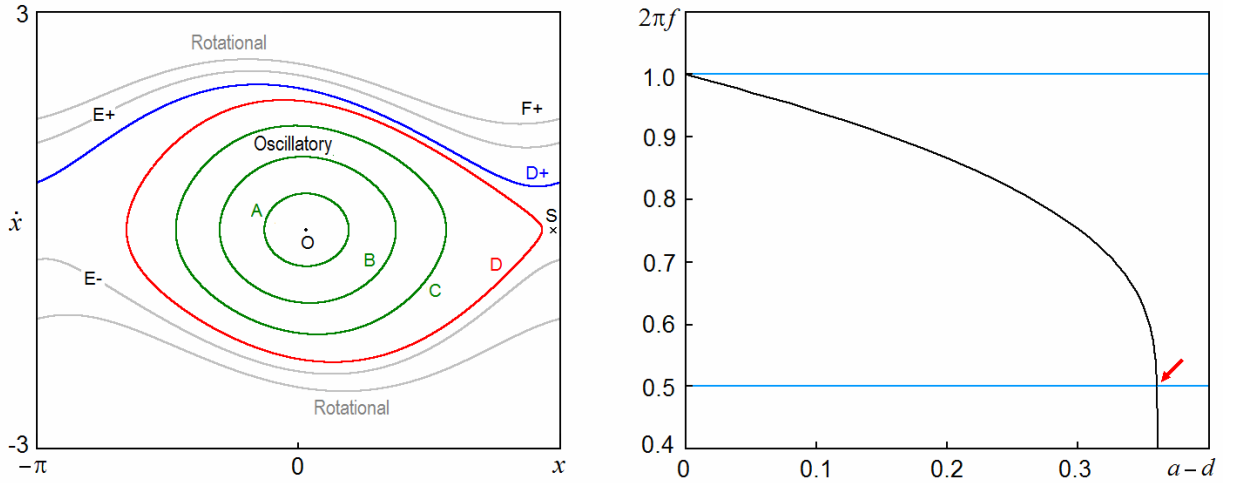 3
Rotational
E+
F+
Oscillatory
D+
A
S
ẋ
O
B
D
E-
C
Rotational
-3
−π
0
x
2πf
1.0
0.9
0.8
0.7
0.6
0.5
0.4
0
0.1
0.2
0.3
a – d